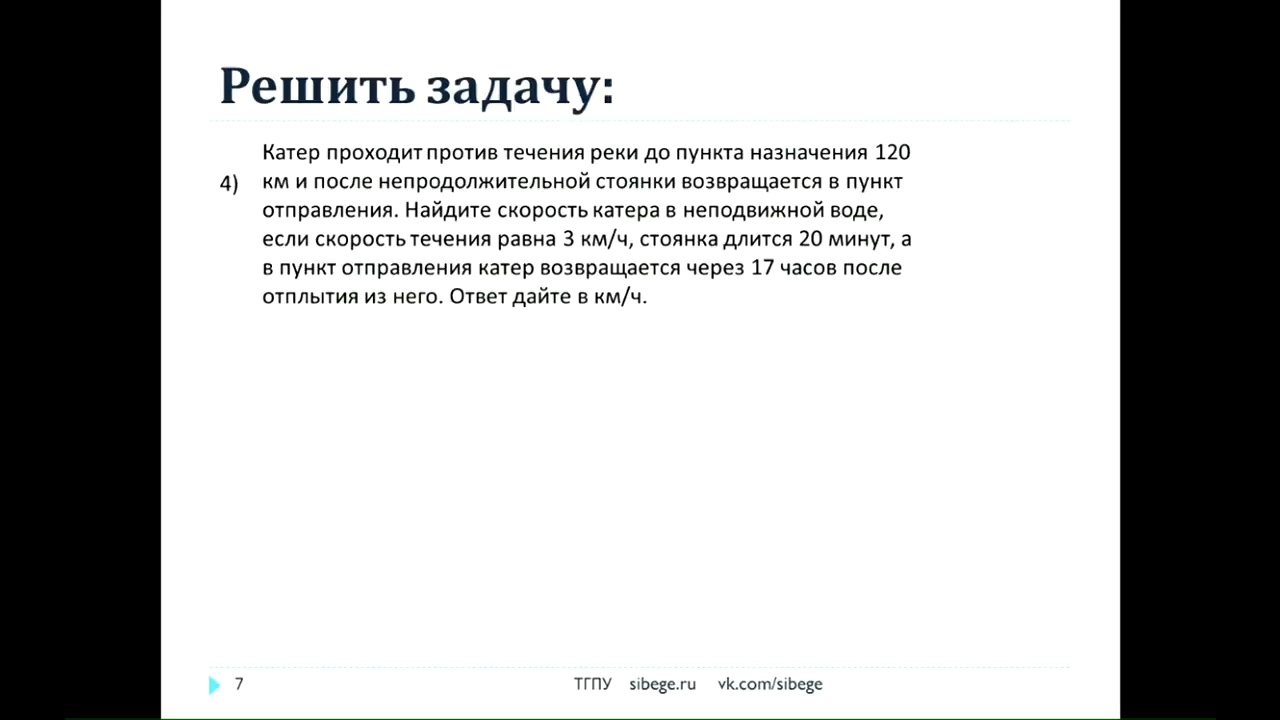 Решить задачу:
Катер проходит против течения реки до пункта назначения 120
4) км и после непродолжительной стоянки возвращается в пункт
отправления. Найдите скорость катера в неподвижной воде,
если скорость течения равна 3 км/ч, стоянка длится 20 минут, а
в пункт отправления катер возвращается через 17 часов после
отплытия из него. Ответ дайте в км/ч.
7 ТГПУ sibege.ru vk.com/sibege